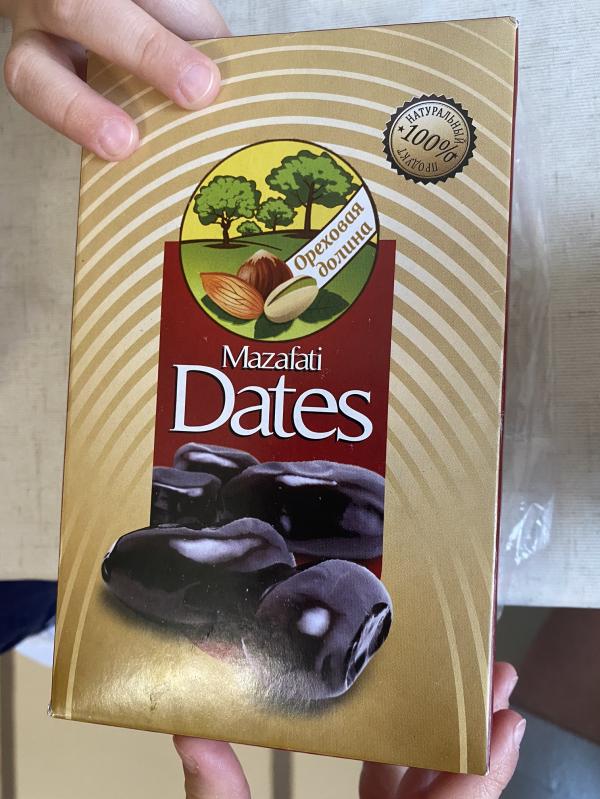 НАТУРАЛЬНЫЙ
100%
ПРОДУКТ
Ореховая
долина
Mazafati
Dates